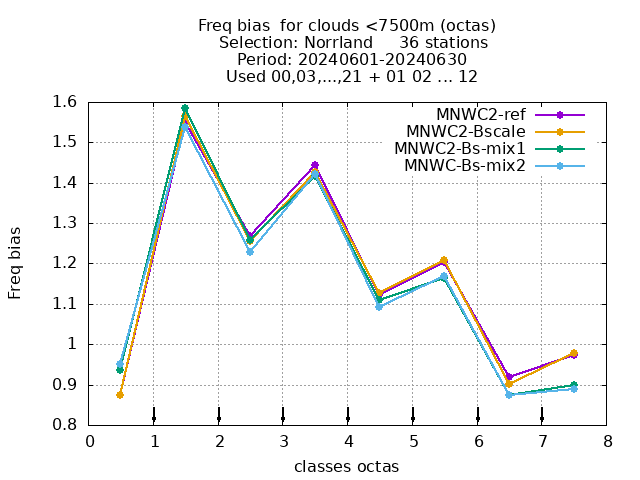 Freq bias  for clouds <7500m (octas)
Selection: Norrland     36 stations
Period: 20240601-20240630
Used 00,03,...,21 + 01 02 ... 12
MNWC2-ref
MNWC2-Bscale
MNWC2-Bs-mix1
MNWC-Bs-mix2
1.6
1.5
1.4
1.3
1.2
1.1
1
0.9
0.8
Freq bias
0 1 2 3 4 5 6 7 8
classes octas